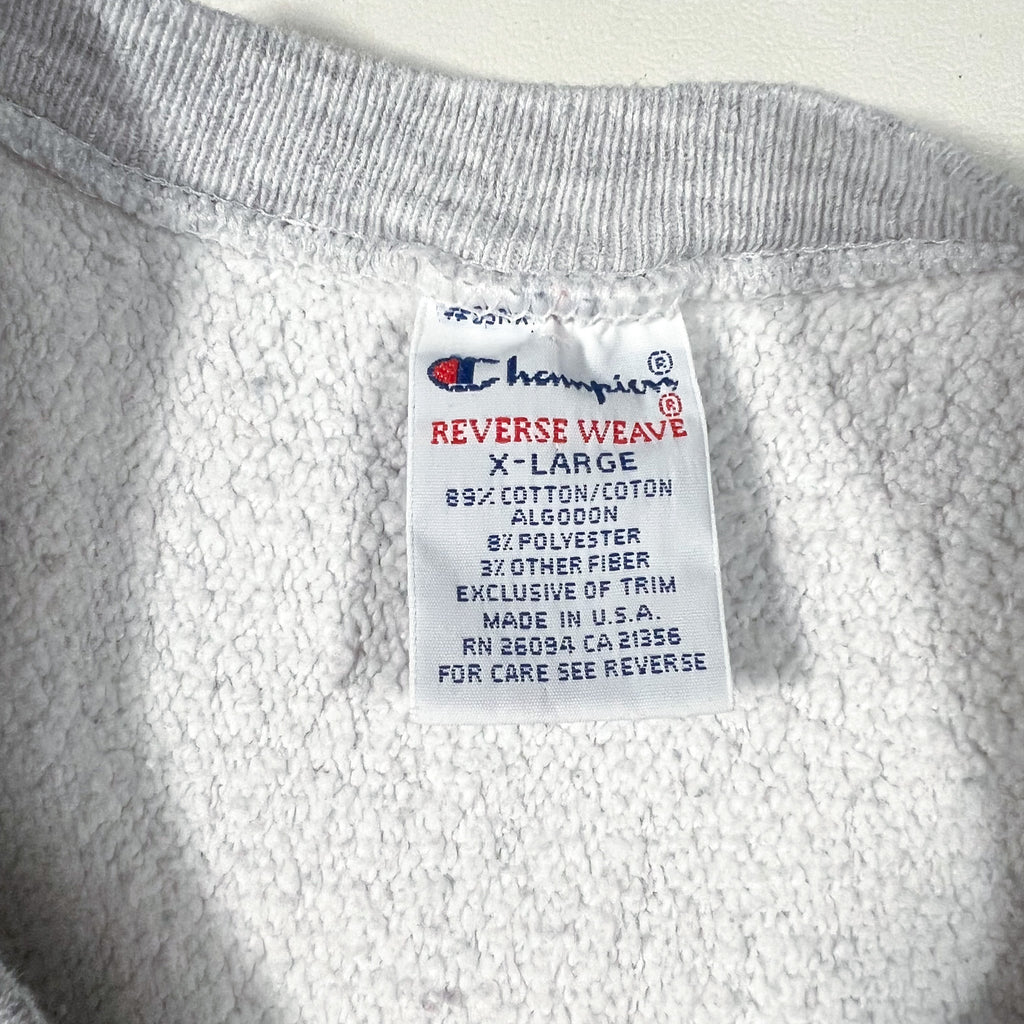 Champion®
REVERSE WEAVE®
X-LARGE
89% COTTON/COTON
ALGODON
8% POLYESTER
3% OTHER FIBER
EXCLUSIVE OF TRIM
MADE IN U.S.A.
RN 26094 CA 21356
FOR CARE SEE REVERSE